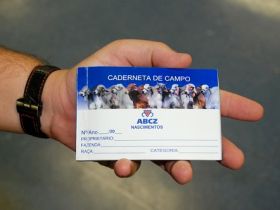 CADERNETA DE CAMPO
ABCZ
NASCIMENTOS
Nº/Ano
PROPRIETÁRIO
FAZENDA
RAÇA CATEGORIA